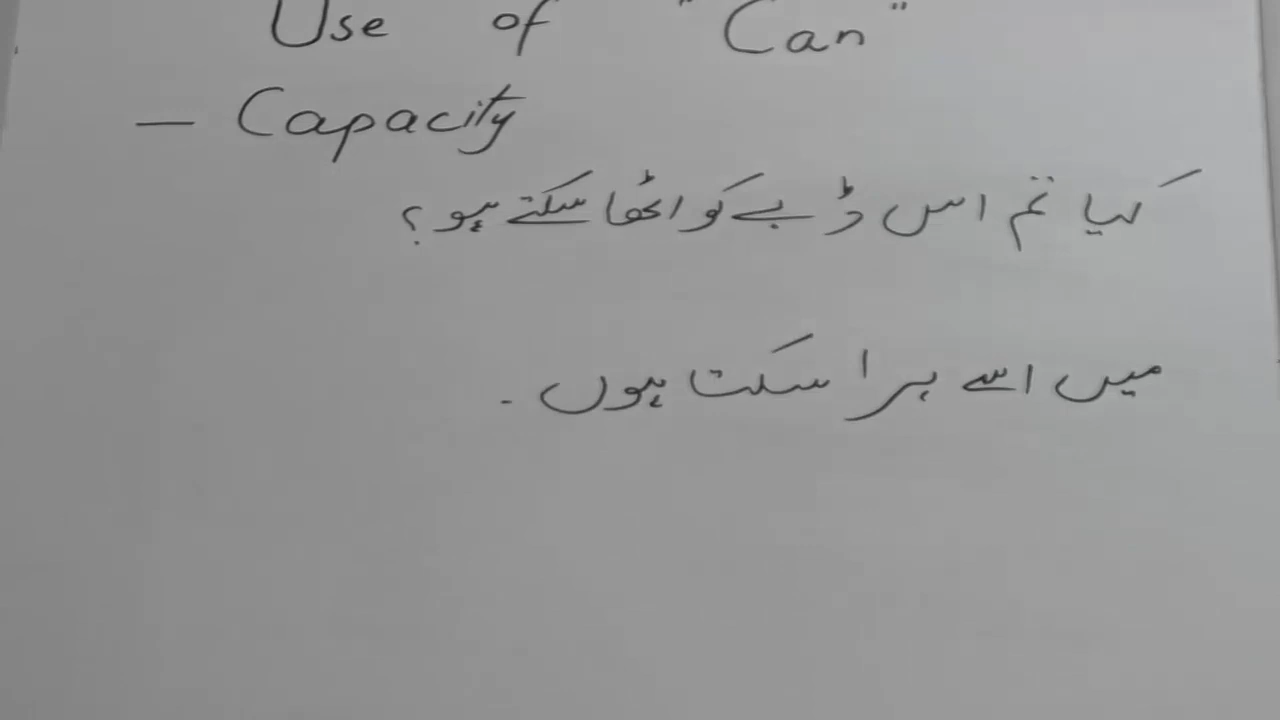 Use of "Can"
– Capacity
کیا تم اس ڈبے کو اٹھا سکتے ہو؟
میں اسے ہرا سکتا ہوں۔